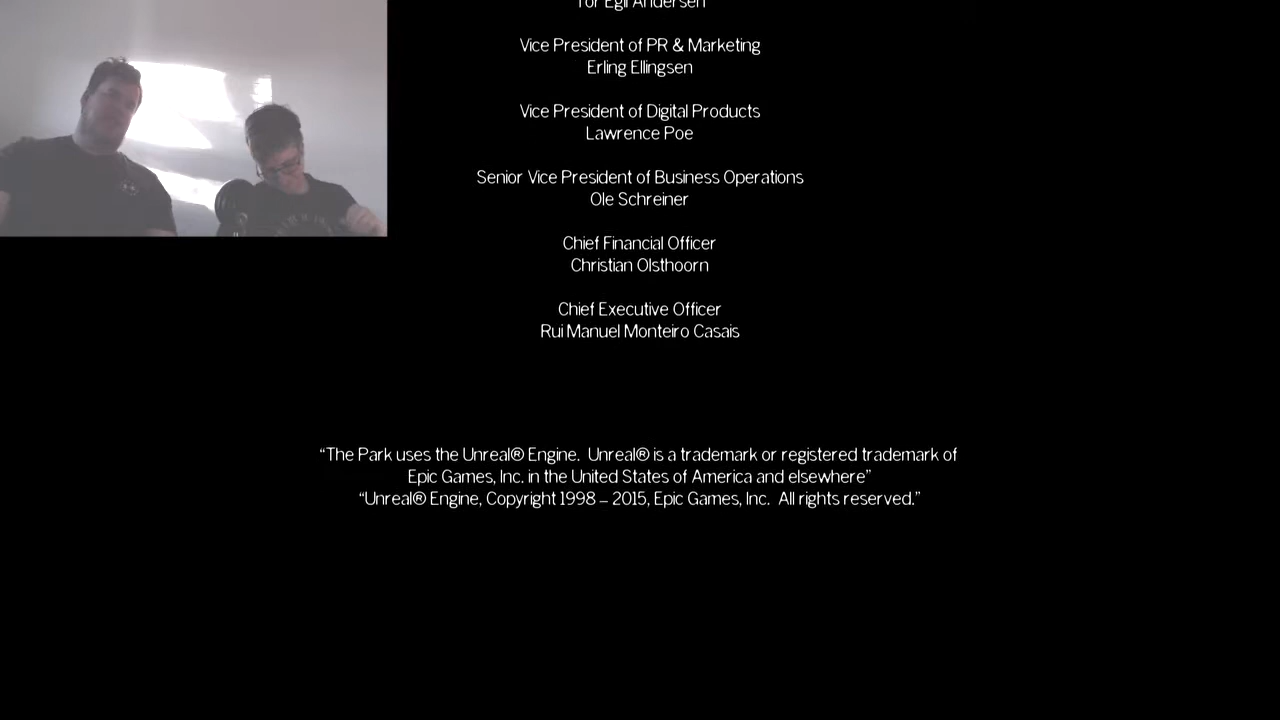 Tor Egil Andersen
Vice President of PR & Marketing
Erling Ellingsen
Vice President of Digital Products
Lawrence Poe
Senior Vice President of Business Operations
Ole Schreiner
Chief Financial Officer
Christian Olsthoorn
Chief Executive Officer
Rui Manuel Monteiro Casais
“The Park uses the Unreal® Engine.  Unreal® is a trademark or registered trademark of
Epic Games, Inc. in the United States of America and elsewhere”
“Unreal® Engine, Copyright 1998 – 2015, Epic Games, Inc.  All rights reserved.”